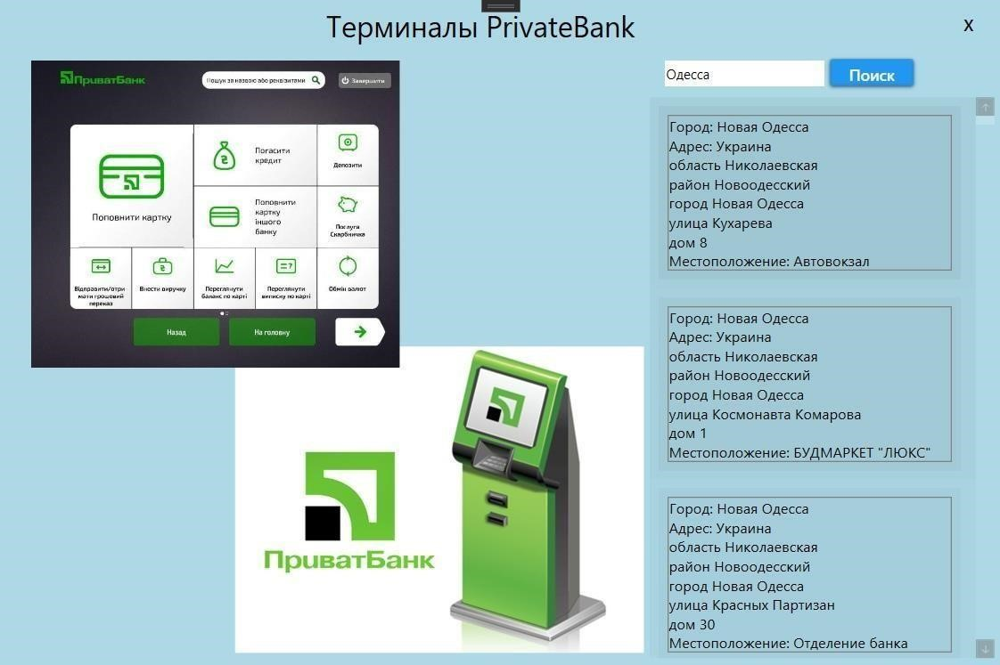 Терминалы PrivateBank
X
ПриватБанк
Пошук за назвою або реквізитами
Завершити
Поповнити картку
Погасити
кредит
Депозити
Поповнити
картку
іншого
банку
Послуга
Скарбничка
Відправити/отри
мати грошовий
переказ
Внести виручку
Переглянути
баланс по карті
Переглянути
виписку по карті
Обмін валют
Назад
На головну
ПриватБанк
Одесса
Поиск
Город: Новая Одесса
Адрес: Украина
область Николаевская
район Новоодесский
город Новая Одесса
улица Кухарева
дом 8
Местоположение: Автовокзал
Город: Новая Одесса
Адрес: Украина
область Николаевская
район Новоодесский
город Новая Одесса
улица Космонавта Комарова
дом 1
Местоположение: БУДМАРКЕТ "ЛЮКС"
Город: Новая Одесса
Адрес: Украина
область Николаевская
район Новоодесский
город Новая Одесса
улица Красных Партизан
дом 30
Местоположение: Отделение банка